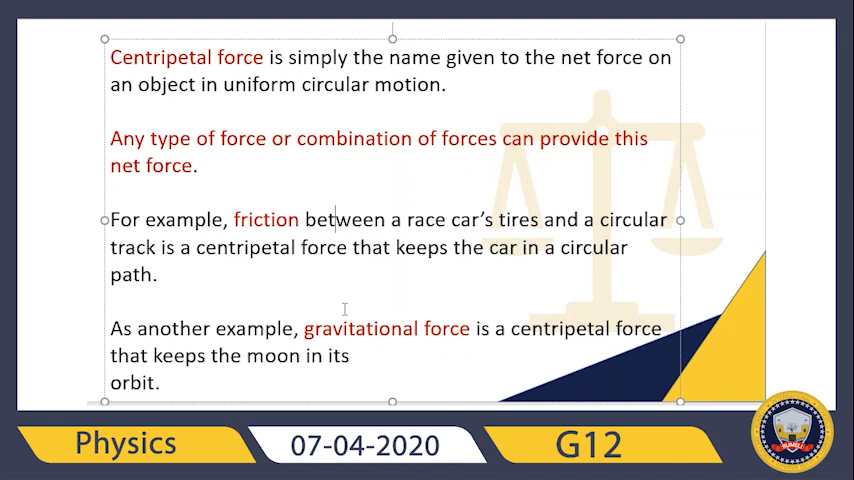 Centripetal force is simply the name given to the net force on
an object in uniform circular motion.
Any type of force or combination of forces can provide this
net force.
For example, friction between a race car’s tires and a circular
track is a centripetal force that keeps the car in a circular
path.
As another example, gravitational force is a centripetal force
that keeps the moon in its
orbit.
Physics
07-04-2020
G12